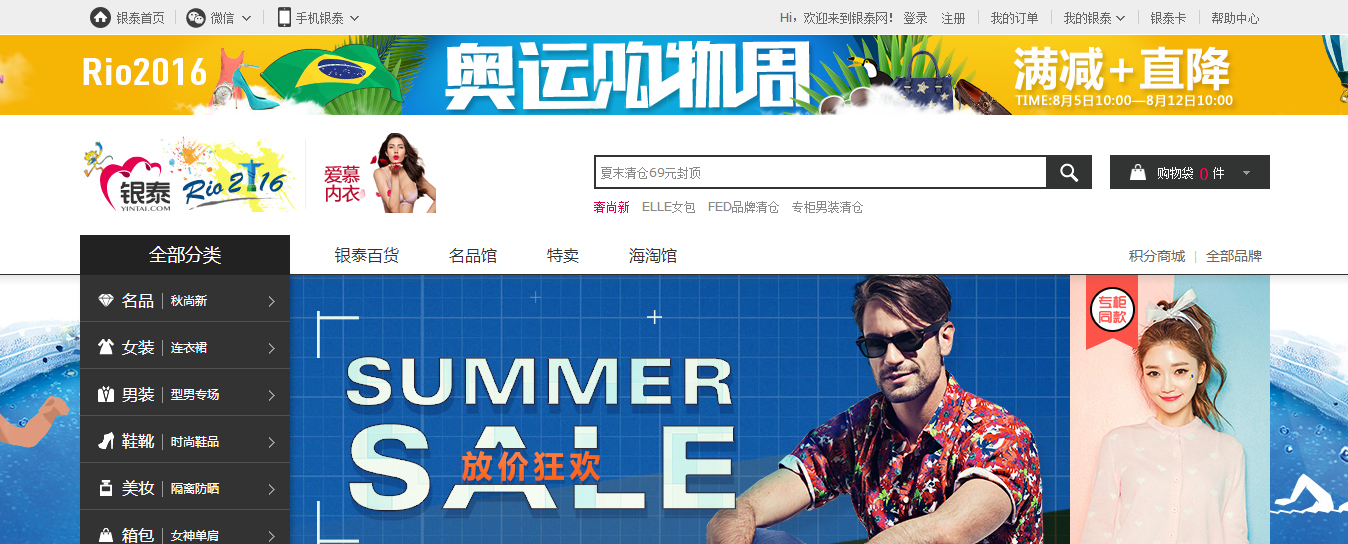 银泰首页 微信 手机银泰 Hi，欢迎来到银泰网！ 登录 注册 我的订单 我的银泰 银泰卡 帮助中心
Rio2016 奥运购物周 满减+直降
TIME:8月5日10:00—8月12日10:00
银泰
YINTAI.COM
Rio 2016
爱慕
内衣
夏末清仓69元封顶
购物袋 0 件
奢尚新 ELLE女包 FED品牌清仓 专柜男装清仓
全部分类 银泰百货 名品馆 特卖 海淘馆 积分商城 全部品牌
名品 秋尚新
女装 连衣裙
男装 型男专场
鞋靴 时尚鞋品
美妆 隔离防晒
箱包 女神单肩
SUMMER
SALE
放价狂欢
专柜
同款